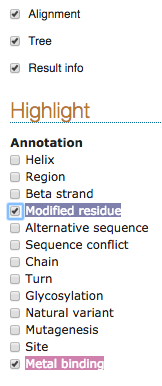 Alignment
Tree
Result info
Highlight
Annotation
Helix
Region
Beta strand
Modified residue
Alternative sequence
Sequence conflict
Chain
Turn
Glycosylation
Natural variant
Mutagenesis
Site
Metal binding